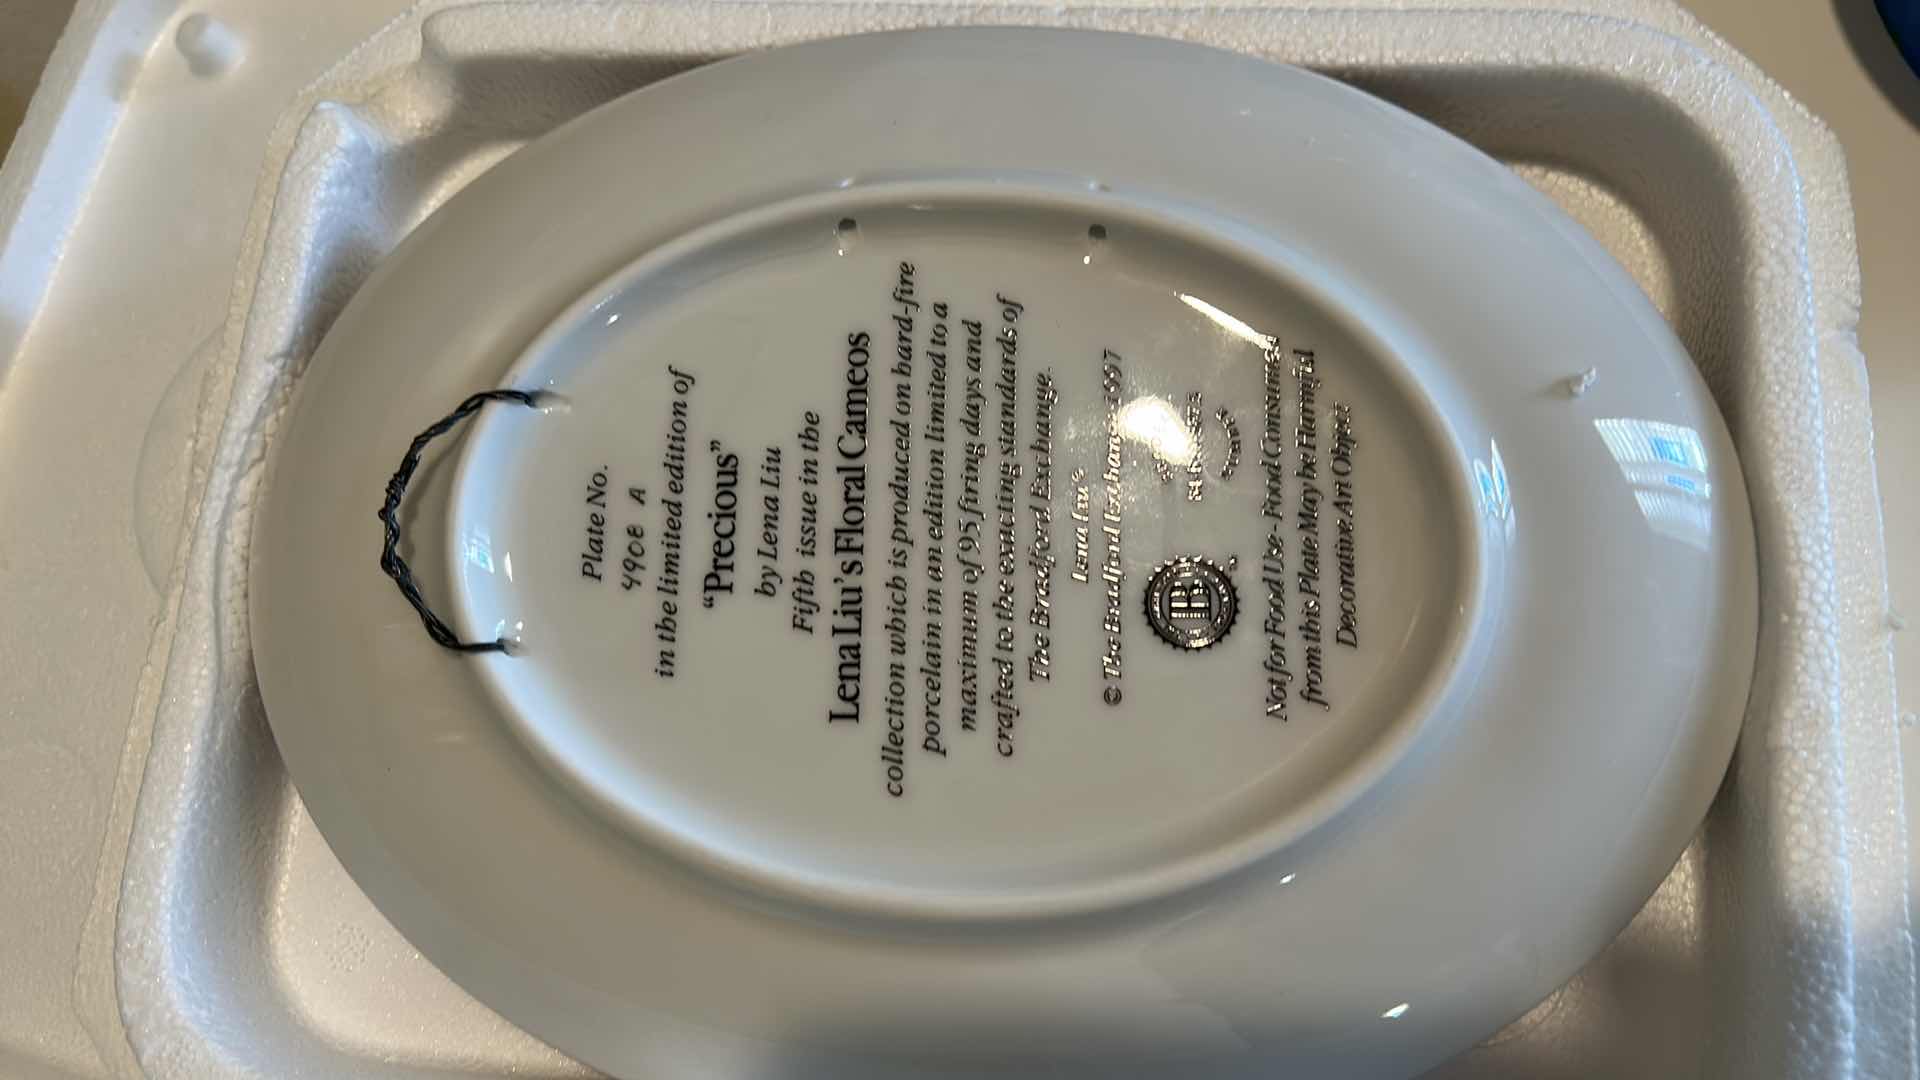 Plate No.
4908 A
in the limited edition of
“Precious”
by Lena Liu
Fifth issue in the
Lena Liu’s Floral Cameos
collection which is produced on hard-fire
porcelain in an edition limited to a
maximum of 95 firing days and
crafted to the exacting standards of
The Bradford Exchange.
Lena Liu®
© The Bradford Exchange 1997
B
Not for Food Use - Food Consumed
from this Plate May be Harmful
Decorative Art Object